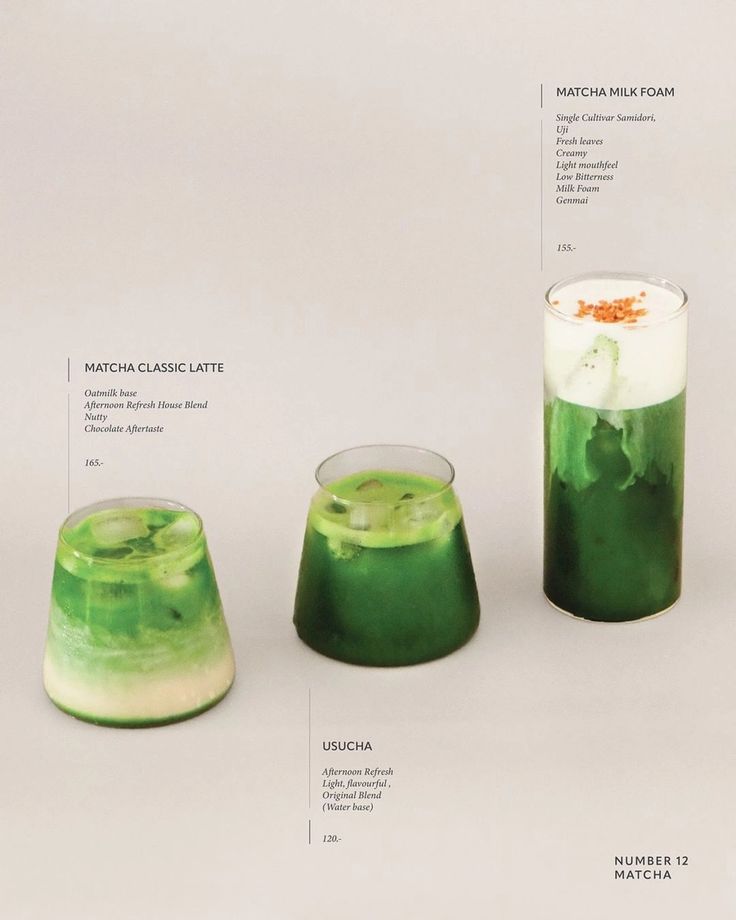 MATCHA MILK FOAM
Single Cultivar Samidori,
Uji
Fresh leaves
Creamy
Light mouthfeel
Low Bitterness
Milk Foam
Genmai
155.-
MATCHA CLASSIC LATTE
Oatmilk base
Afternoon Refresh House Blend
Nutty
Chocolate Aftertaste
165.-
USUCHA
Afternoon Refresh
Light, flavourful ,
Original Blend
(Water base)
120.-
NUMBER 12
MATCHA